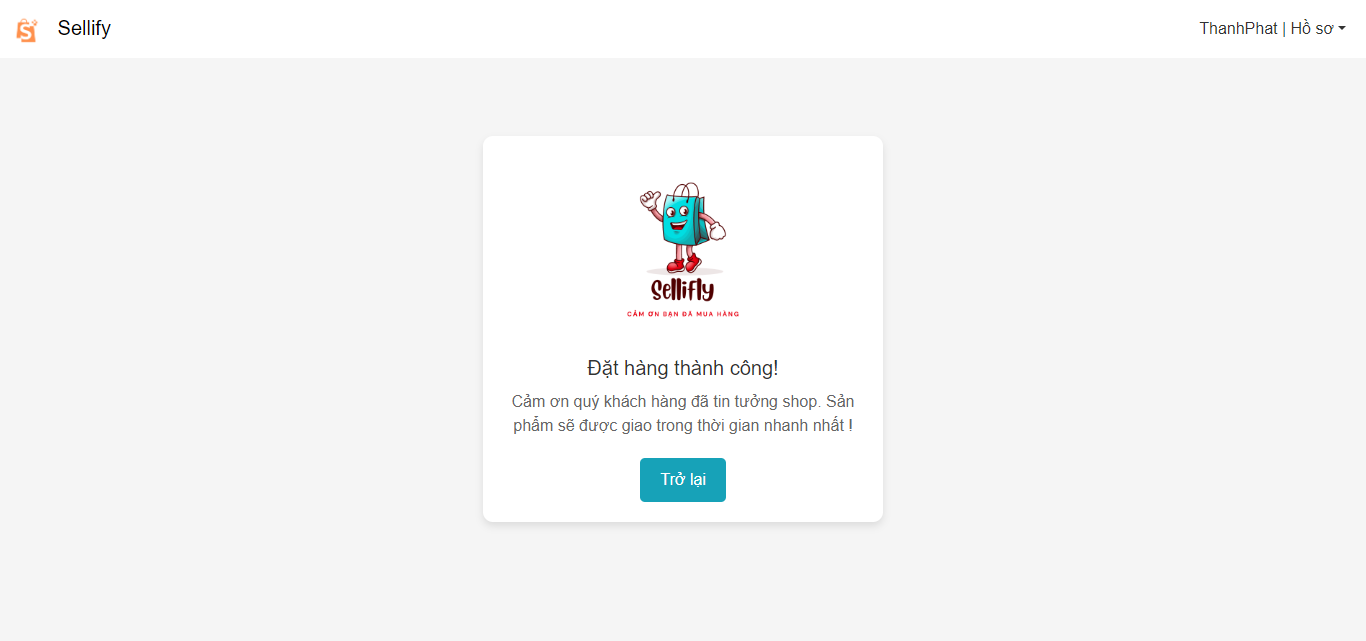 Sellify
ThanhPhat | Hồ sơ
Sellifly
CẢM ƠN BẠN ĐÃ MUA HÀNG
Đặt hàng thành công!
Cảm ơn quý khách hàng đã tin tưởng shop. Sản
phẩm sẽ được giao trong thời gian nhanh nhất !
Trở lại